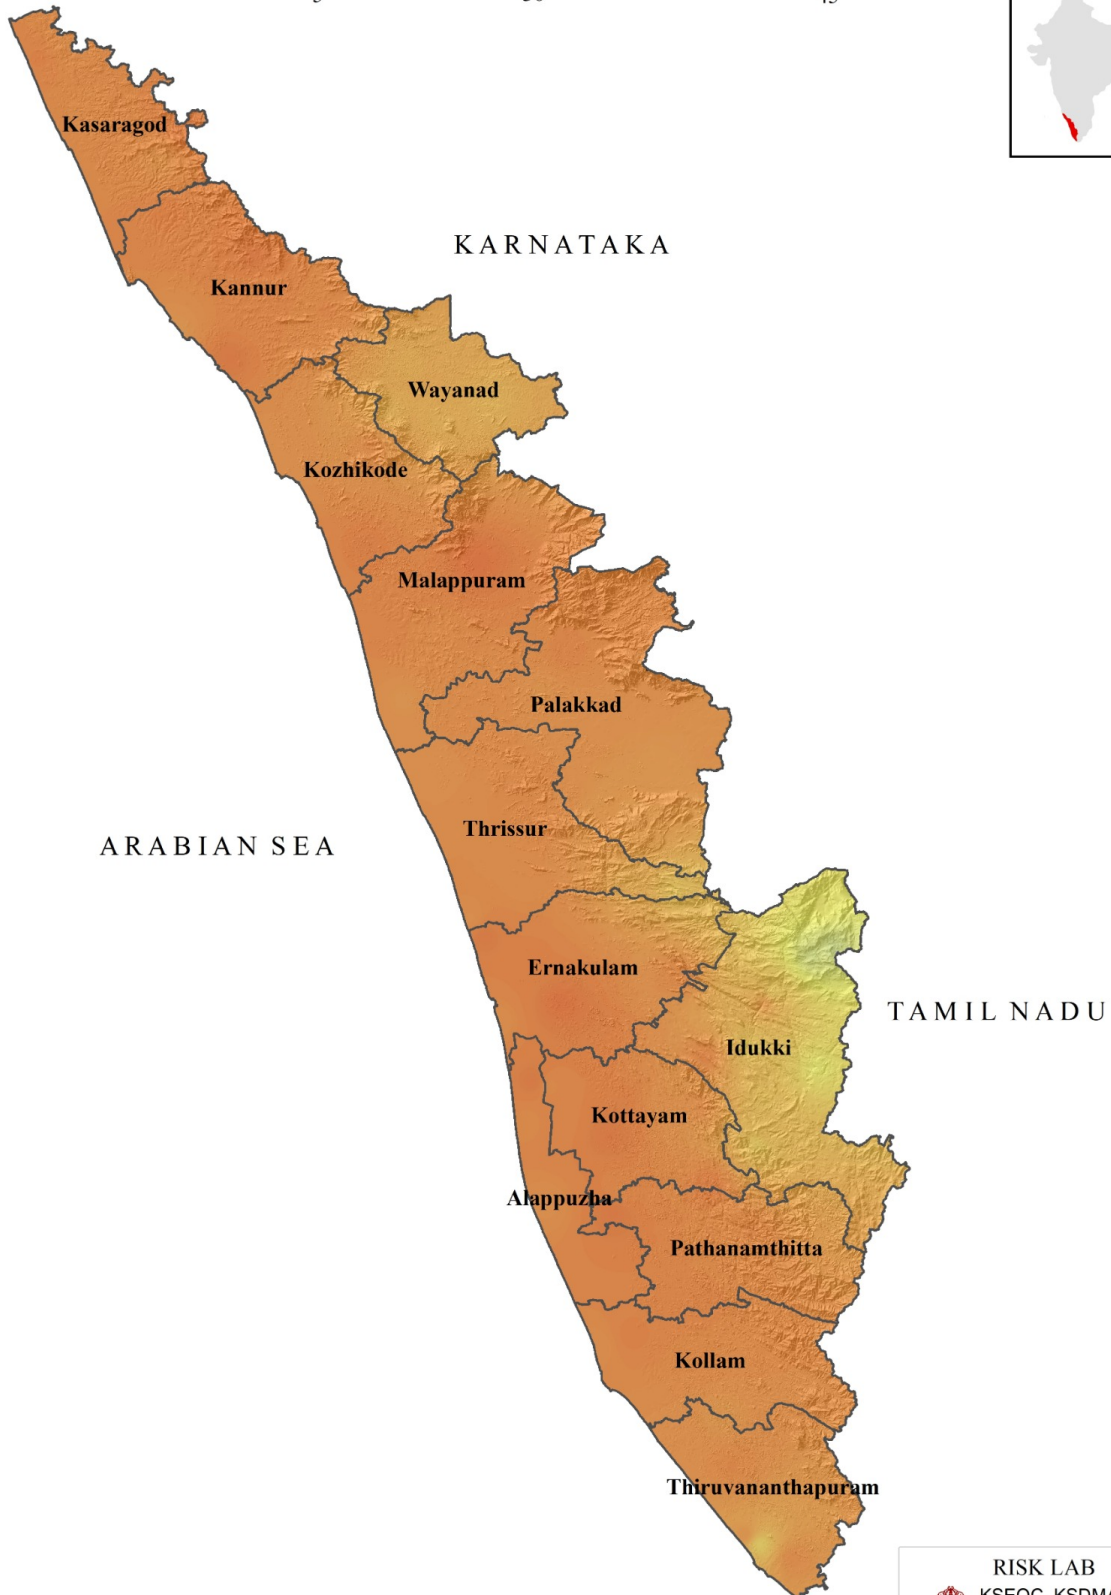 Kasaragod
KARNATAKA
Kannur
Wayanad
Kozhikode
Malappuram
Palakkad
Thrissur
ARABIAN SEA
Ernakulam
TAMIL NADU
Idukki
Kottayam
Alappuzha
Pathanamthitta
Kollam
Thiruvananthapuram
RISK LAB